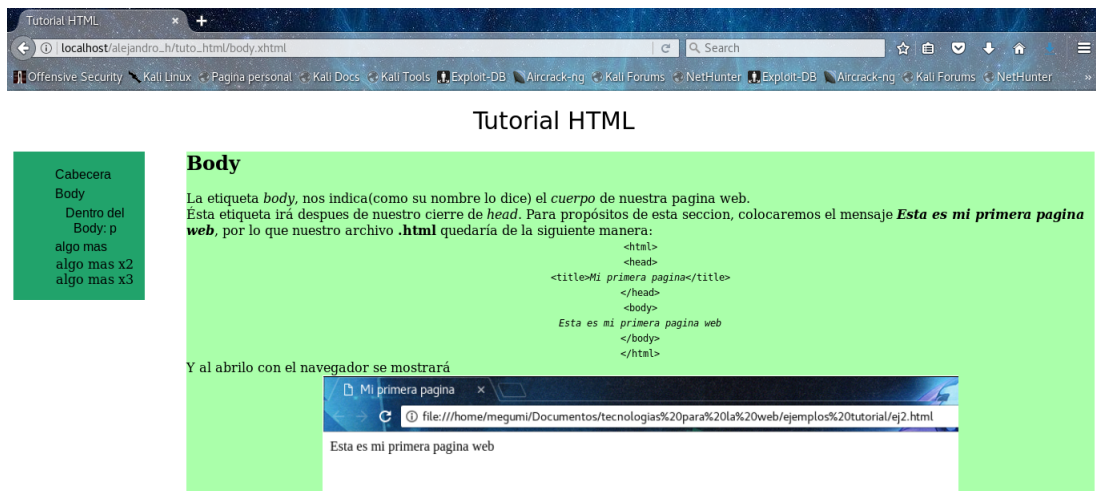 Tutorial HTML
localhost/alejandro_h/tuto_html/body.xhtml
Search
Offensive Security Kali Linux Pagina personal Kali Docs Kali Tools Exploit-DB Aircrack-ng Kali Forums NetHunter Exploit-DB Aircrack-ng Kali Forums NetHunter »
Tutorial HTML
Cabecera
Body
Dentro del
Body: p
algo mas
algo mas x2
algo mas x3
Body
La etiqueta body, nos indica(como su nombre lo dice) el cuerpo de nuestra pagina web.
Ésta etiqueta irá despues de nuestro cierre de head. Para propósitos de esta seccion, colocaremos el mensaje Esta es mi primera pagina
web, por lo que nuestro archivo .html quedaría de la siguiente manera:
<html>
<head>
<title>Mi primera pagina</title>
</head>
<body>
Esta es mi primera pagina web
</body>
</html>
Y al abrilo con el navegador se mostrará
Mi primera pagina
file:///home/megumi/Documentos/tecnologias%20para%20la%20web/ejemplos%20tutorial/ej2.html
Esta es mi primera pagina web